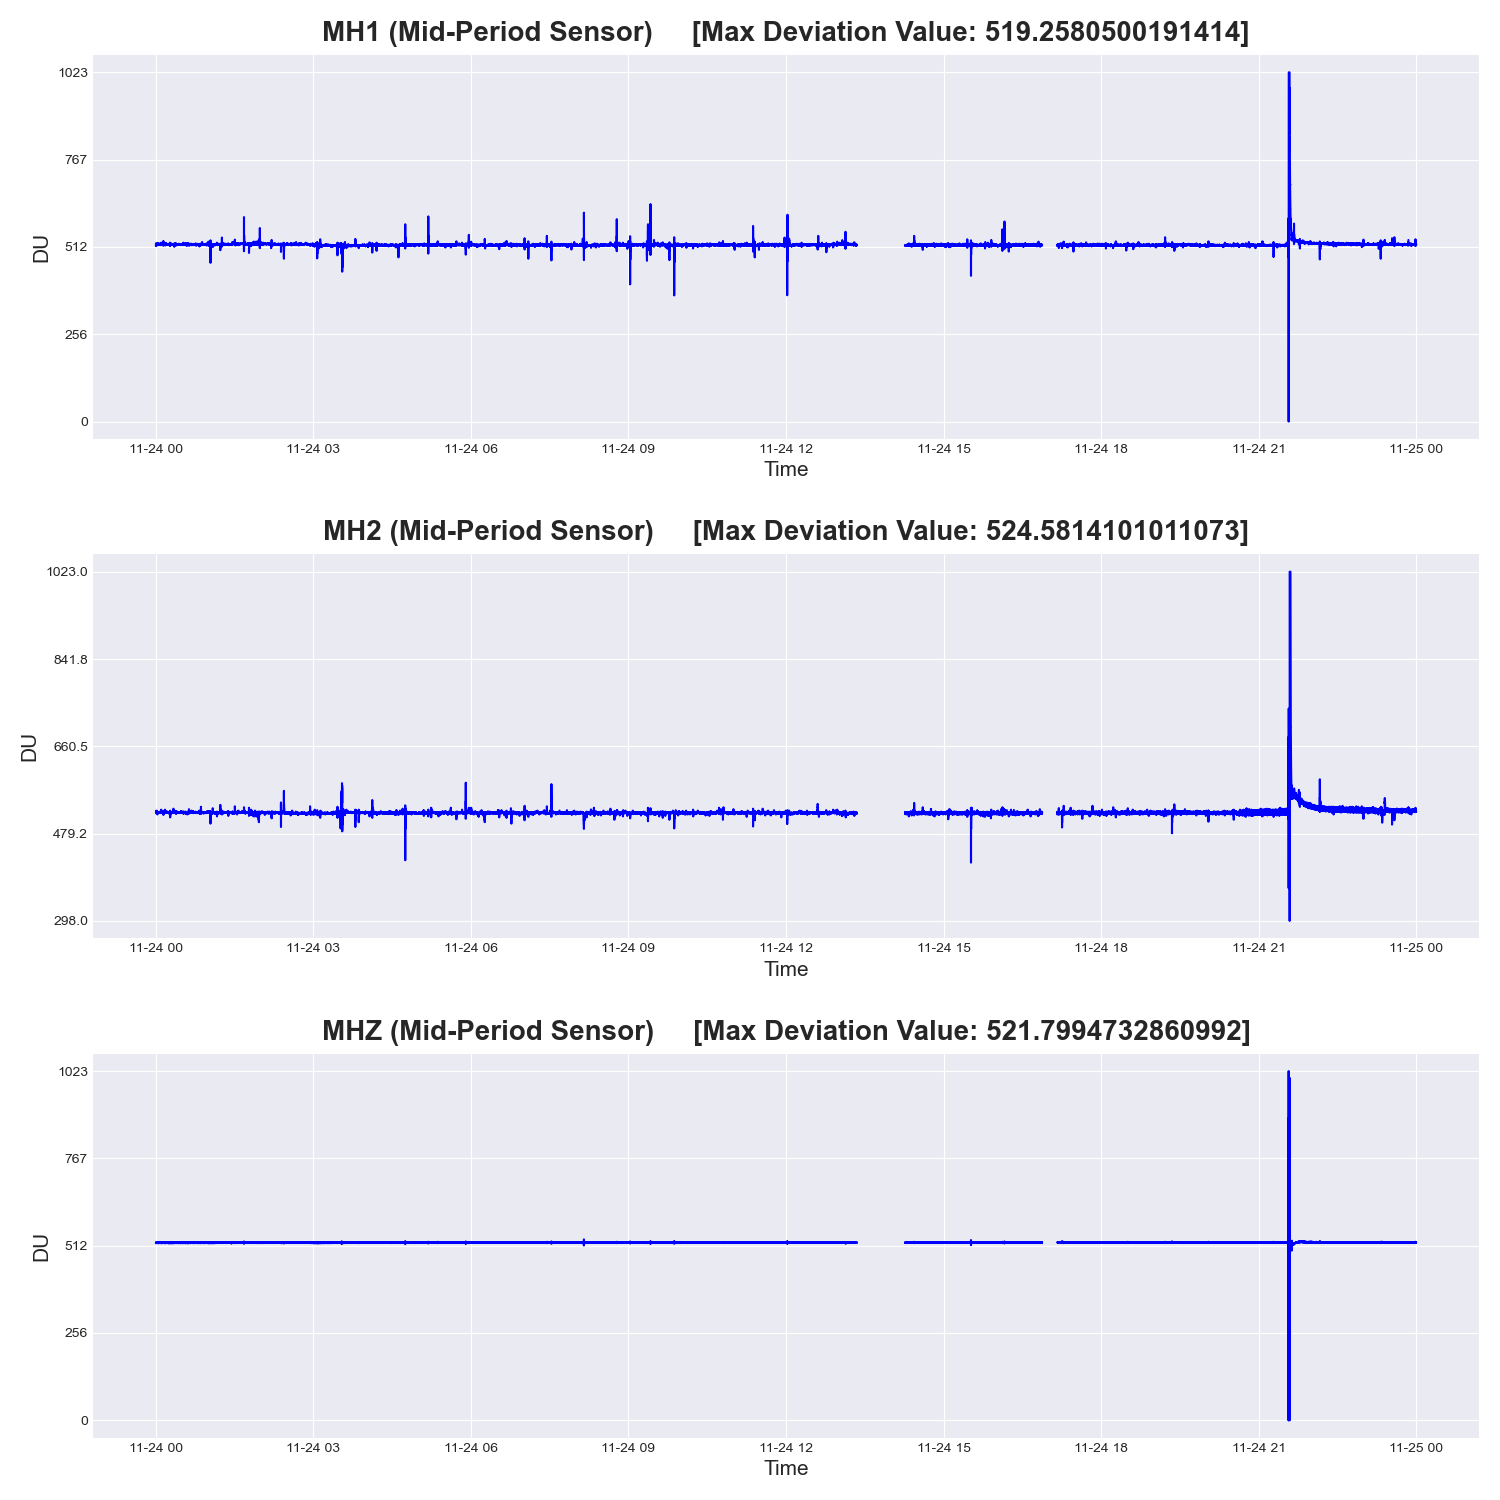 MH1 (Mid-Period Sensor) [Max Deviation Value: 519.2580500191414]
1023
767
512
256
0
DU
11-24 00 11-24 03 11-24 06 11-24 09 11-24 12 11-24 15 11-24 18 11-24 21 11-25 00
Time
MH2 (Mid-Period Sensor) [Max Deviation Value: 524.5814101011073]
1023.0
841.8
660.5
479.2
298.0
DU
11-24 00 11-24 03 11-24 06 11-24 09 11-24 12 11-24 15 11-24 18 11-24 21 11-25 00
Time
MHZ (Mid-Period Sensor) [Max Deviation Value: 521.7994732860992]
1023
767
512
256
0
DU
11-24 00 11-24 03 11-24 06 11-24 09 11-24 12 11-24 15 11-24 18 11-24 21 11-25 00
Time